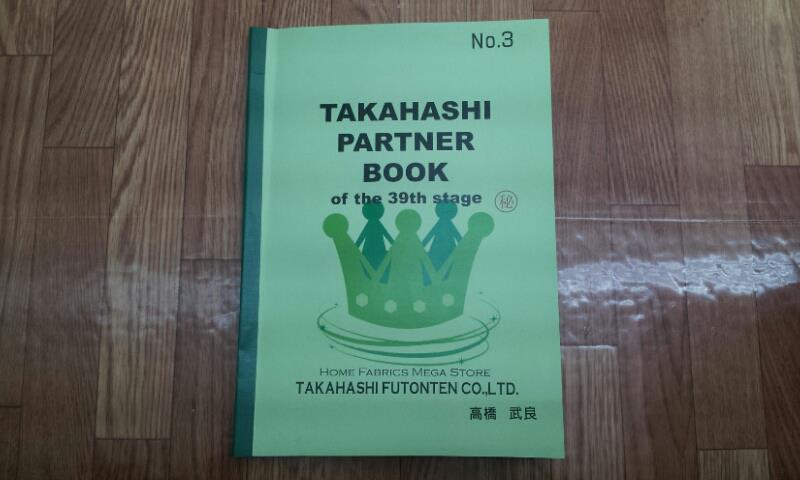 No.3
TAKAHASHI
PARTNER
BOOK
of the 39th stage ㊙
HOME FABRICS MEGA STORE
TAKAHASHI FUTONTEN CO.,LTD.
高橋 武良